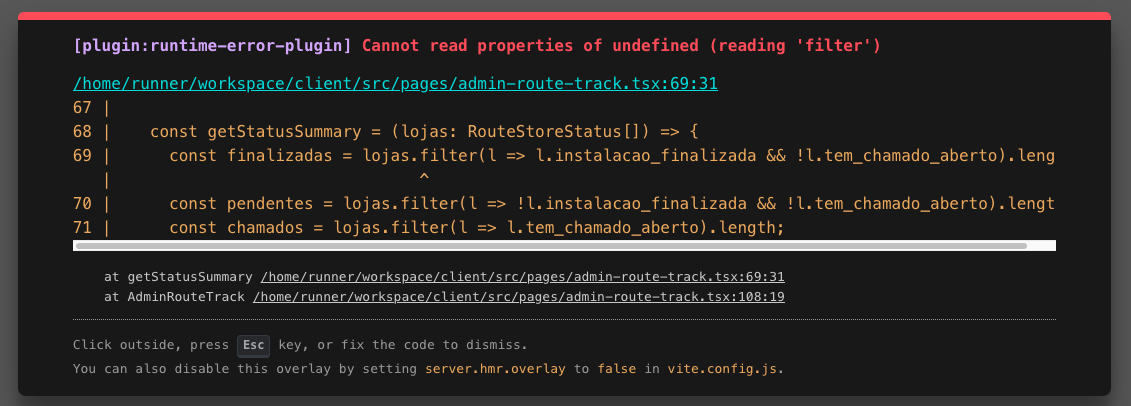 [plugin:runtime-error-plugin] Cannot read properties of undefined (reading 'filter')
/home/runner/workspace/client/src/pages/admin-route-track.tsx:69:31
67 |
68 |    const getStatusSummary = (lojas: RouteStoreStatus[]) => {
69 |      const finalizadas = lojas.filter(l => l.instalacao_finalizada && !l.tem_chamado_aberto).leng
   |                                ^
70 |      const pendentes = lojas.filter(l => !l.instalacao_finalizada && !l.tem_chamado_aberto).lengt
71 |      const chamados = lojas.filter(l => l.tem_chamado_aberto).length;
at getStatusSummary /home/runner/workspace/client/src/pages/admin-route-track.tsx:69:31
at AdminRouteTrack /home/runner/workspace/client/src/pages/admin-route-track.tsx:108:19
Click outside, press Esc key, or fix the code to dismiss.
You can also disable this overlay by setting server.hmr.overlay to false in vite.config.js.